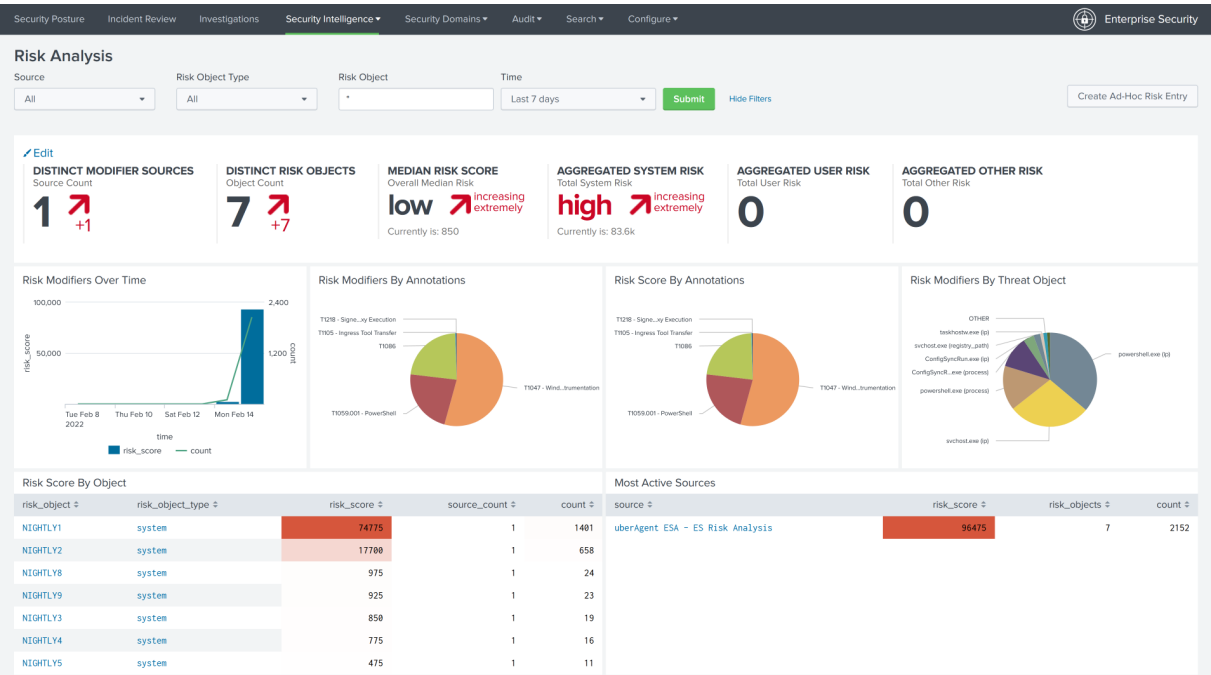 Security Posture Incident Review Investigations Security Intelligence▾ Security Domains▾ Audit▾ Search▾ Configure▾ Enterprise Security
Risk Analysis
Source Risk Object Type Risk Object Time
All All * Last 7 days Submit Hide Filters Create Ad-Hoc Risk Entry
Edit
DISTINCT MODIFIER SOURCES DISTINCT RISK OBJECTS MEDIAN RISK SCORE AGGREGATED SYSTEM RISK AGGREGATED USER RISK AGGREGATED OTHER RISK
Source Count Object Count Overall Median Risk Total System Risk Total User Risk Total Other Risk
1 +1 7 +7 low increasing extremely high increasing extremely 0 0
Currently is: 850 Currently is: 83.6k
Risk Modifiers Over Time
100,000 2,400
50,000 1,200
risk_score
count
Tue Feb 8 Thu Feb 10 Sat Feb 12 Mon Feb 14
2022
time
risk_score count
Risk Modifiers By Annotations
T1218 - Signe...xy Execution
T1105 - Ingress Tool Transfer
T1086
T1047 - Wind...trumentation
T1059.001 - PowerShell
Risk Score By Annotations
T1218 - Signe...xy Execution
T1105 - Ingress Tool Transfer
T1086
T1047 - Wind...trumentation
T1059.001 - PowerShell
Risk Modifiers By Threat Object
OTHER
taskhostw.exe (ip)
svchost.exe (registry_path)
ConfigSyncRun.exe (ip)
ConfigSyncR...exe (process)
powershell.exe (process)
powershell.exe (ip)
svchost.exe (ip)
Risk Score By Object
risk_object risk_object_type risk_score source_count count
NIGHTLY1 system 74775 1 1401
NIGHTLY2 system 17700 1 658
NIGHTLY8 system 975 1 24
NIGHTLY9 system 925 1 23
NIGHTLY3 system 850 1 19
NIGHTLY4 system 775 1 16
NIGHTLY5 system 475 1 11
Most Active Sources
source risk_score risk_objects count
uberAgent ESA - ES Risk Analysis 96475 7 2152